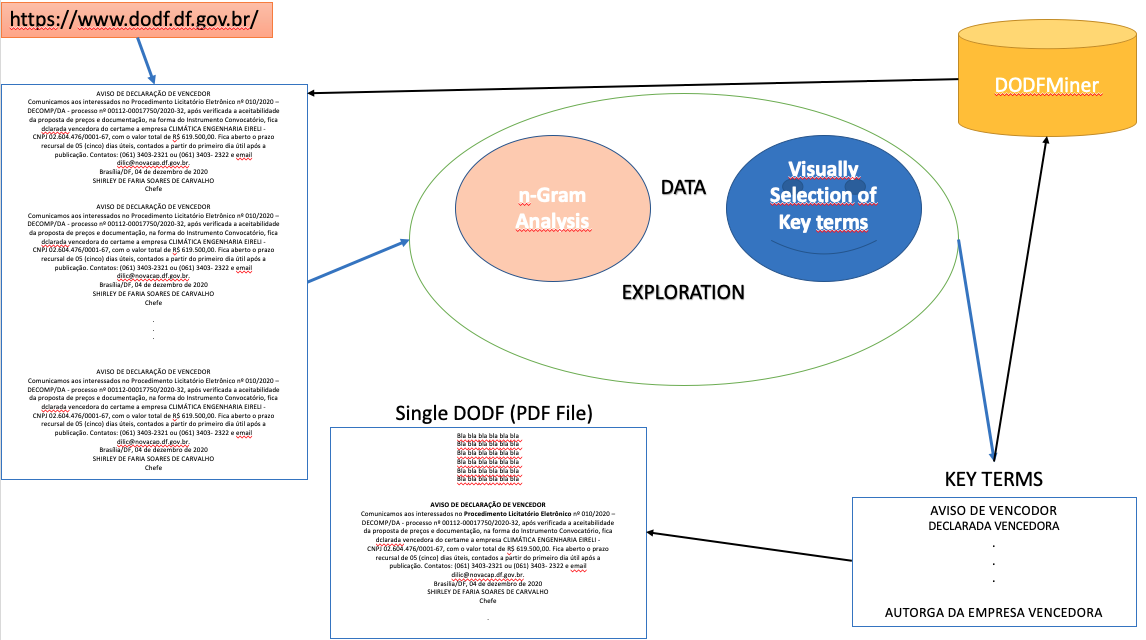 https://www.dodf.df.gov.br/
DODFMiner
AVISO DE DECLARAÇÃO DE VENCEDOR
Comunicamos aos interessados no Procedimento Licitatório Eletrônico nº 010/2020 –
DECOMP/DA - processo nº 00112-00017750/2020-32, após verificada a aceitabilidade
da proposta de preços e documentação, na forma do Instrumento Convocatório, fica
dclarada vencedora do certame a empresa CLIMÁTICA ENGENHARIA EIRELI -
CNPJ 02.604.476/0001-67, com o valor total de R$ 619.500,00. Fica aberto o prazo
recursal de 05 (cinco) dias úteis, contados a partir do primeiro dia útil após a
publicação. Contatos: (061) 3403-2321 ou (061) 3403- 2322 e email
dilic@novacap.df.gov.br.
Brasília/DF, 04 de dezembro de 2020
SHIRLEY DE FARIA SOARES DE CARVALHO
Chefe
AVISO DE DECLARAÇÃO DE VENCEDOR
Comunicamos aos interessados no Procedimento Licitatório Eletrônico nº 010/2020 –
DECOMP/DA - processo nº 00112-00017750/2020-32, após verificada a aceitabilidade
da proposta de preços e documentação, na forma do Instrumento Convocatório, fica
dclarada vencedora do certame a empresa CLIMÁTICA ENGENHARIA EIRELI -
CNPJ 02.604.476/0001-67, com o valor total de R$ 619.500,00. Fica aberto o prazo
recursal de 05 (cinco) dias úteis, contados a partir do primeiro dia útil após a
publicação. Contatos: (061) 3403-2321 ou (061) 3403- 2322 e email
dilic@novacap.df.gov.br.
Brasília/DF, 04 de dezembro de 2020
SHIRLEY DE FARIA SOARES DE CARVALHO
Chefe
.
.
.
AVISO DE DECLARAÇÃO DE VENCEDOR
Comunicamos aos interessados no Procedimento Licitatório Eletrônico nº 010/2020 –
DECOMP/DA - processo nº 00112-00017750/2020-32, após verificada a aceitabilidade
da proposta de preços e documentação, na forma do Instrumento Convocatório, fica
dclarada vencedora do certame a empresa CLIMÁTICA ENGENHARIA EIRELI -
CNPJ 02.604.476/0001-67, com o valor total de R$ 619.500,00. Fica aberto o prazo
recursal de 05 (cinco) dias úteis, contados a partir do primeiro dia útil após a
publicação. Contatos: (061) 3403-2321 ou (061) 3403- 2322 e email
dilic@novacap.df.gov.br.
Brasília/DF, 04 de dezembro de 2020
SHIRLEY DE FARIA SOARES DE CARVALHO
Chefe
n-Gram
Analysis
DATA
Visually
Selection of
Key terms
EXPLORATION
Single DODF (PDF File)
Bla bla bla bla bla bla
Bla bla bla bla bla bla
Bla bla bla bla bla bla
Bla bla bla bla bla bla
Bla bla bla bla bla bla
Bla bla bla bla bla bla
AVISO DE DECLARAÇÃO DE VENCEDOR
Comunicamos aos interessados no Procedimento Licitatório Eletrônico nº 010/2020 –
DECOMP/DA - processo nº 00112-00017750/2020-32, após verificada a aceitabilidade
da proposta de preços e documentação, na forma do Instrumento Convocatório, fica
dclarada vencedora do certame a empresa CLIMÁTICA ENGENHARIA EIRELI -
CNPJ 02.604.476/0001-67, com o valor total de R$ 619.500,00. Fica aberto o prazo
recursal de 05 (cinco) dias úteis, contados a partir do primeiro dia útil após a
publicação. Contatos: (061) 3403-2321 ou (061) 3403- 2322 e email
dilic@novacap.df.gov.br.
Brasília/DF, 04 de dezembro de 2020
SHIRLEY DE FARIA SOARES DE CARVALHO
Chefe
.
KEY TERMS
AVISO DE VENCODOR
DECLARADA VENCEDORA
.
.
.
AUTORGA DA EMPRESA VENCEDORA